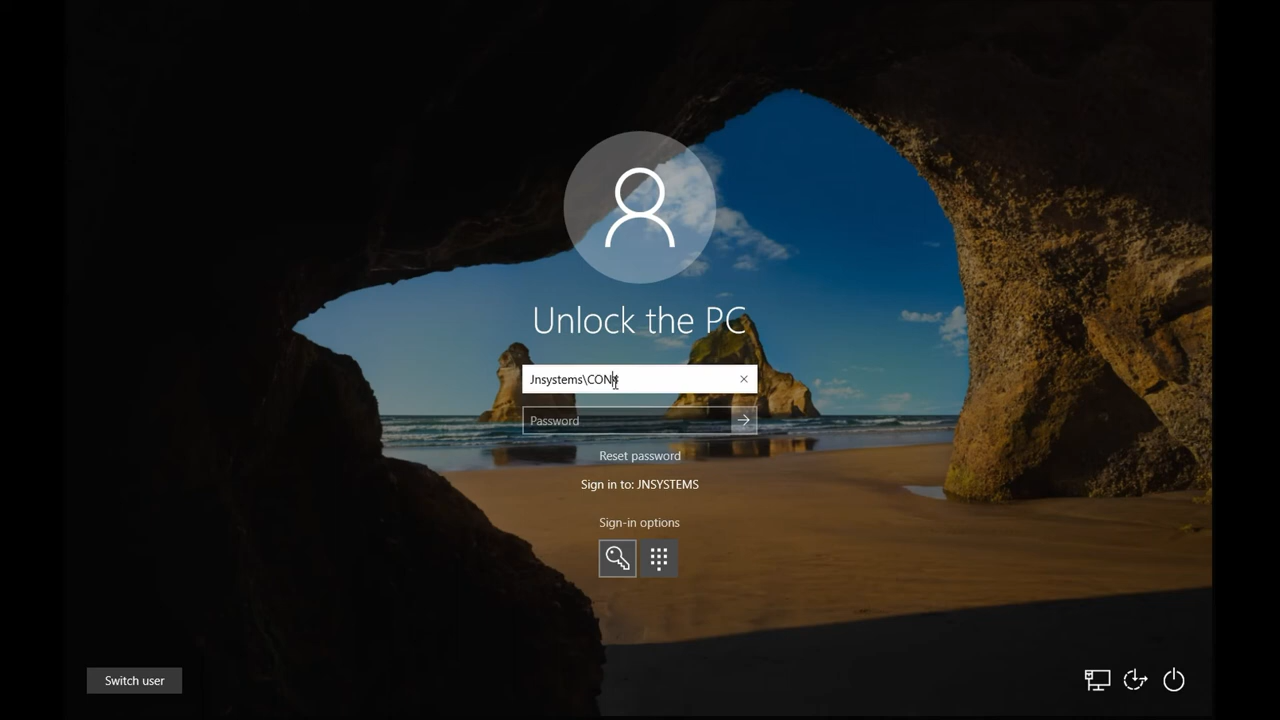 Unlock the PC
Jnsystems\CON
Password
Reset password
Sign in to: JNSYSTEMS
Sign-in options
Switch user